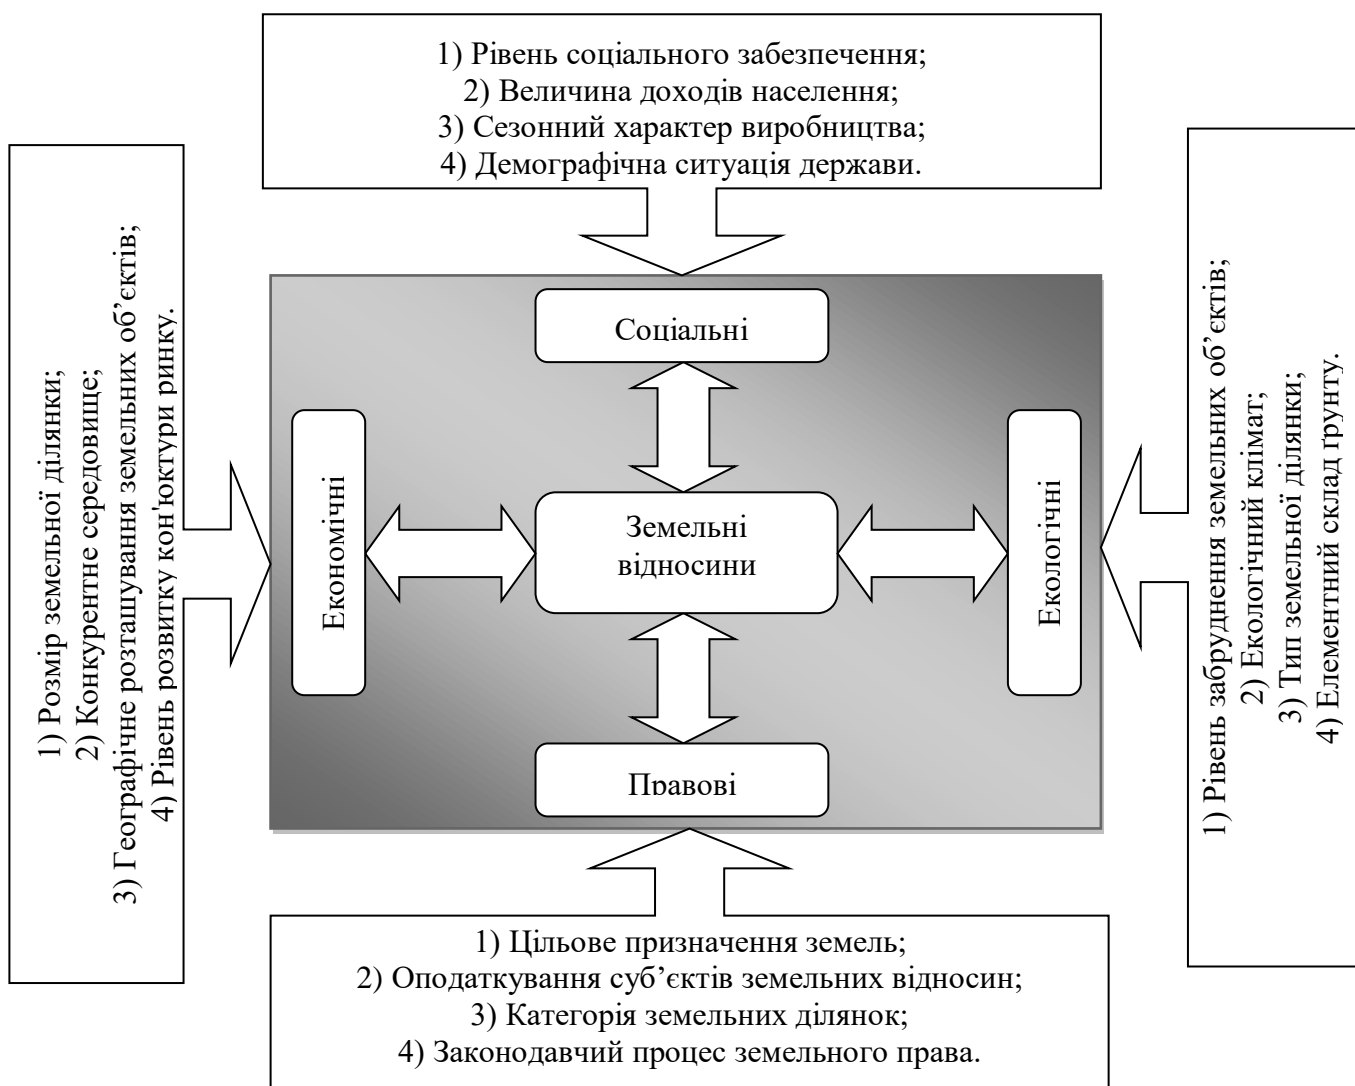 1) Рівень соціального забезпечення;
2) Величина доходів населення;
3) Сезонний характер виробництва;
4) Демографічна ситуація держави.
1) Розмір земельної ділянки;
2) Конкурентне середовище;
3) Географічне розташування земельних об’єктів;
4) Рівень розвитку кон'юктури ринку.
Соціальні
Економічні
Земельні
відносини
Екологічні
Правові
1) Рівень забруднення земельних об’єктів;
2) Екологічний клімат;
3) Тип земельної ділянки;
4) Елементний склад ґрунту.
1) Цільове призначення земель;
2) Оподаткування суб’єктів земельних відносин;
3) Категорія земельних ділянок;
4) Законодавчий процес земельного права.